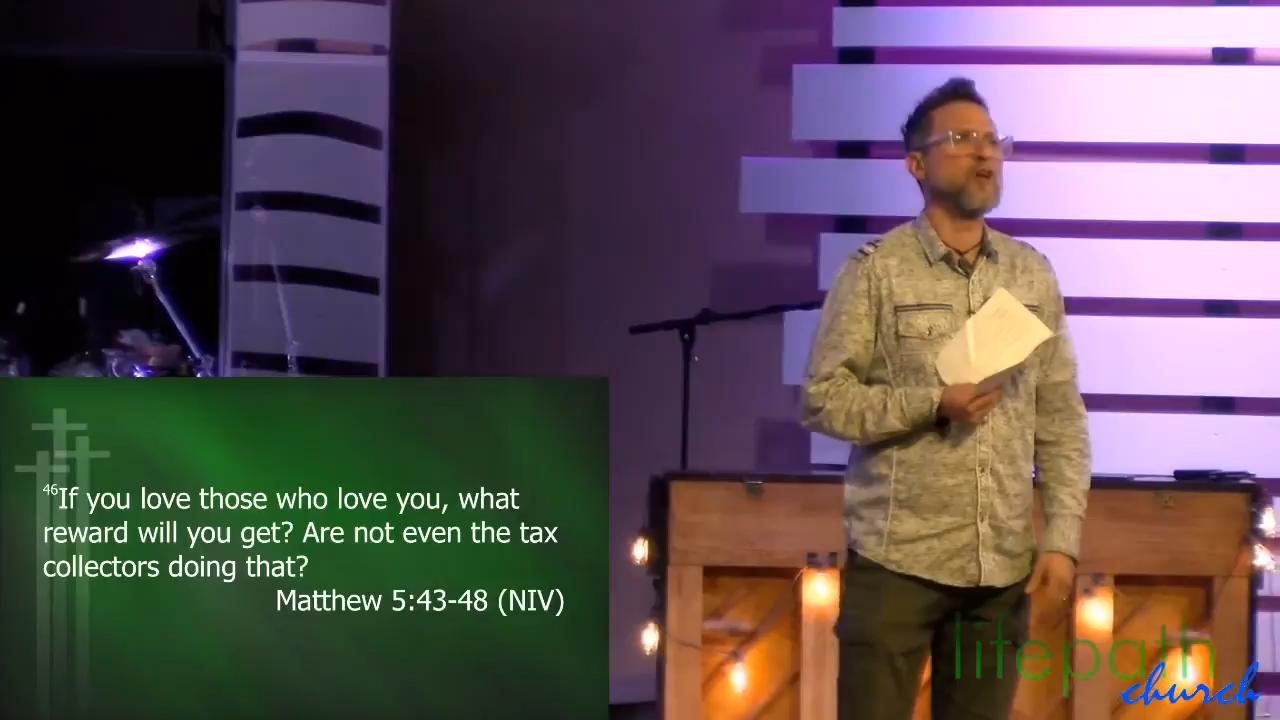 ⁴⁶If you love those who love you, what
reward will you get? Are not even the tax
collectors doing that?
Matthew 5:43-48 (NIV)
lifepath
church